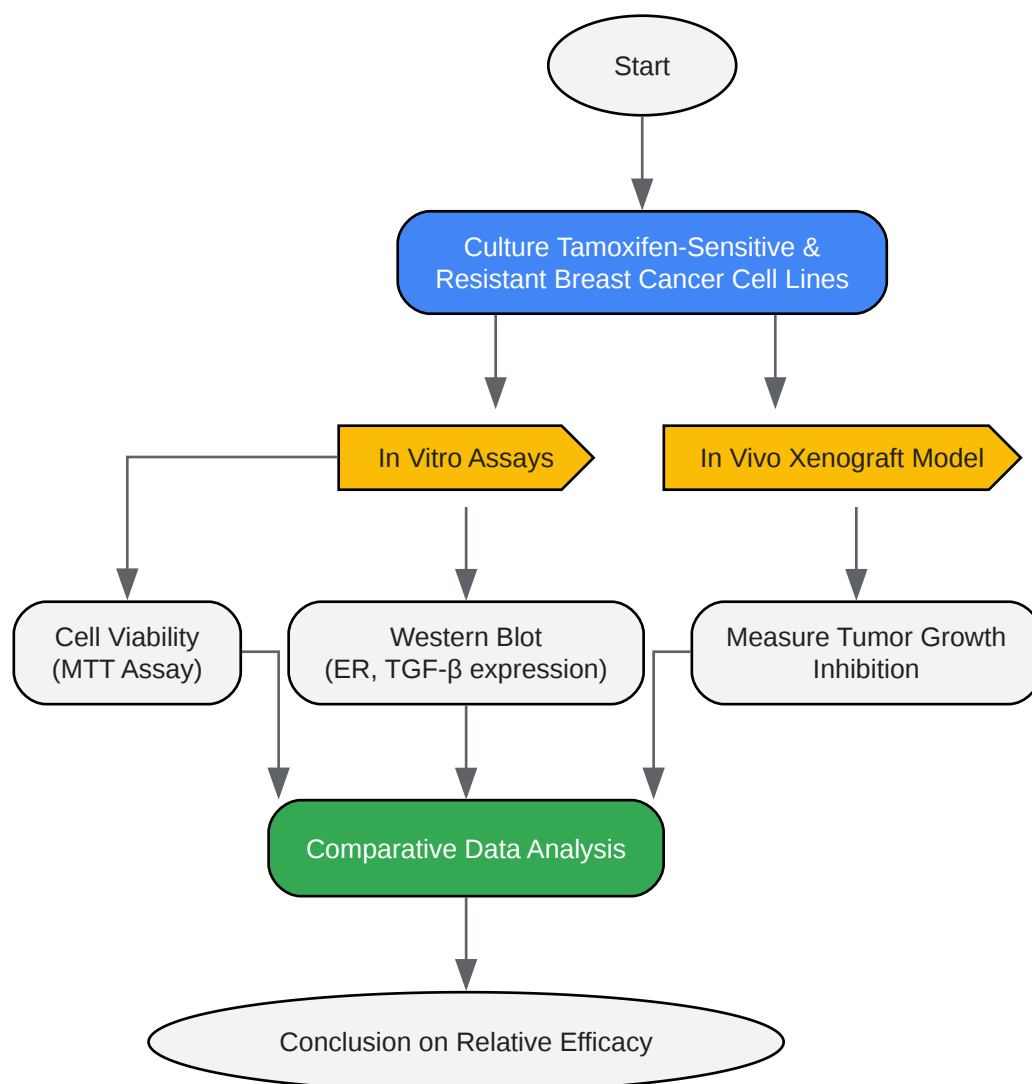 Start
Culture Tamoxifen-Sensitive &
Resistant Breast Cancer Cell Lines
In Vitro Assays
In Vivo Xenograft Model
Cell Viability
(MTT Assay)
Western Blot
(ER, TGF-β expression)
Measure Tumor Growth
Inhibition
Comparative Data Analysis
Conclusion on Relative Efficacy